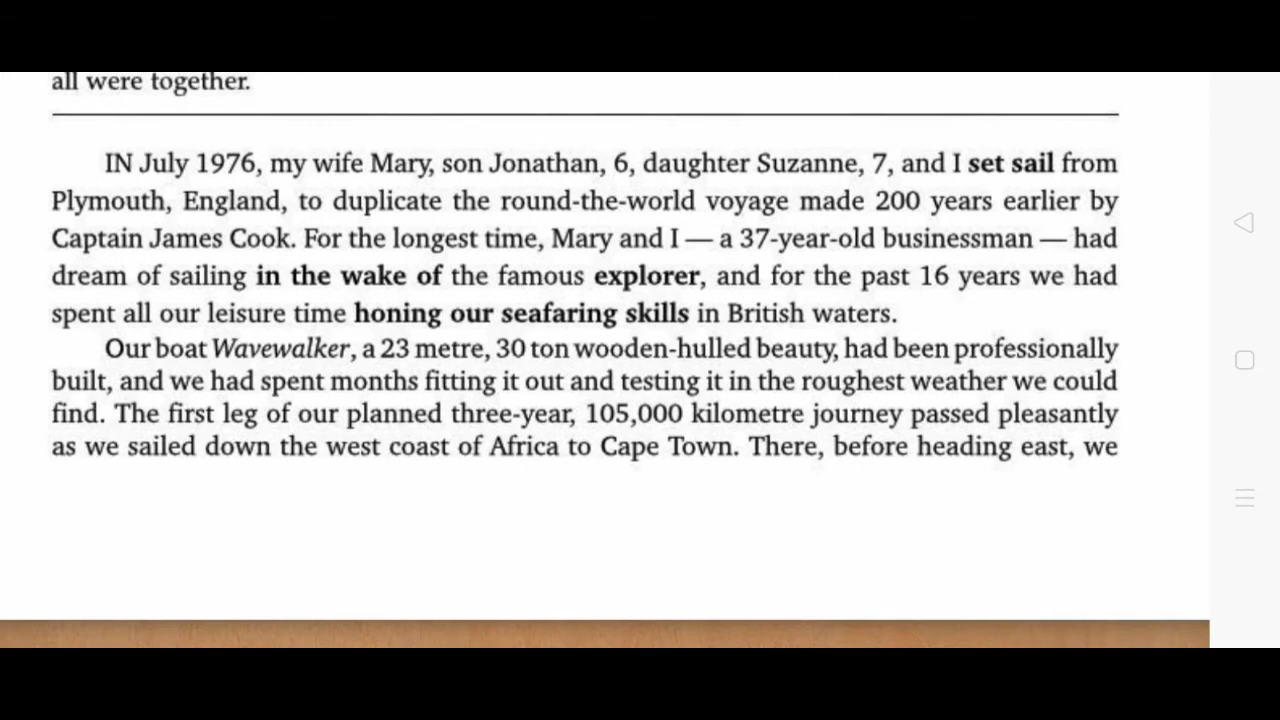 all were together.
IN July 1976, my wife Mary, son Jonathan, 6, daughter Suzanne, 7, and I set sail from
Plymouth, England, to duplicate the round-the-world voyage made 200 years earlier by
Captain James Cook. For the longest time, Mary and I — a 37-year-old businessman — had
dream of sailing in the wake of the famous explorer, and for the past 16 years we had
spent all our leisure time honing our seafaring skills in British waters.
Our boat Wavewalker, a 23 metre, 30 ton wooden-hulled beauty, had been professionally
built, and we had spent months fitting it out and testing it in the roughest weather we could
find. The first leg of our planned three-year, 105,000 kilometre journey passed pleasantly
as we sailed down the west coast of Africa to Cape Town. There, before heading east, we